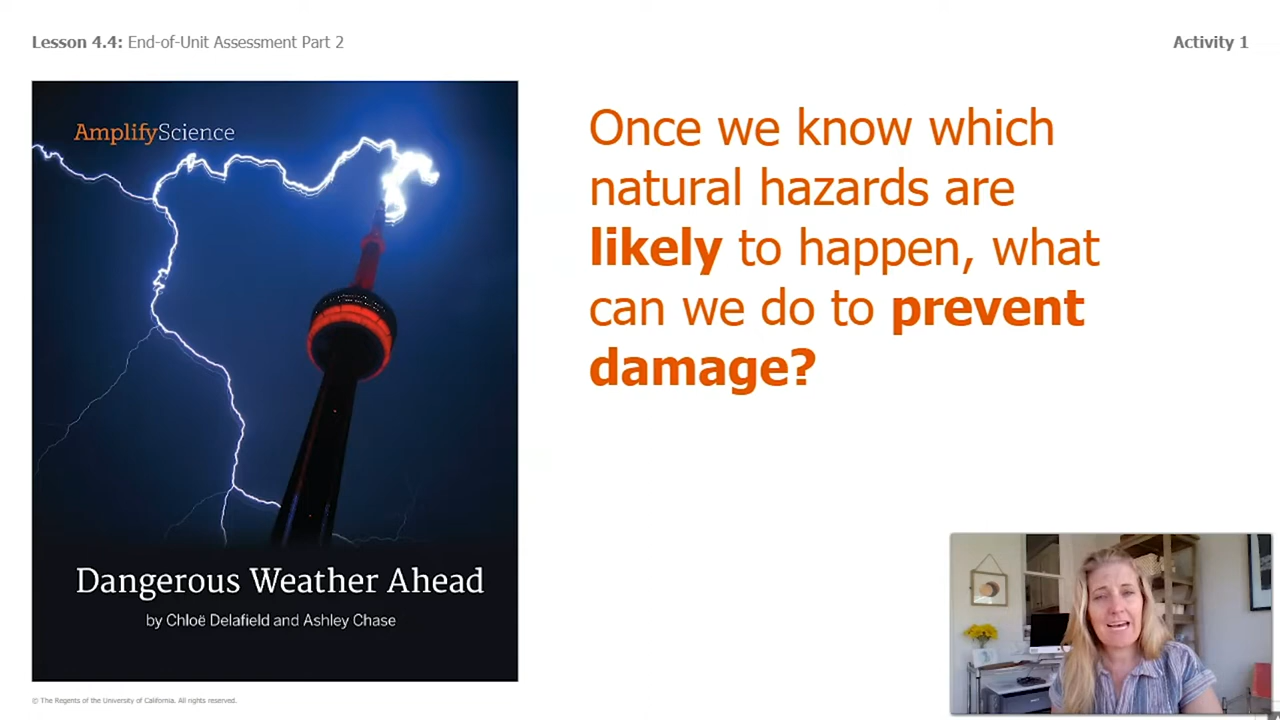 Lesson 4.4: End-of-Unit Assessment Part 2
Activity 1
AmplifyScience
Dangerous Weather Ahead
by Chloë Delafield and Ashley Chase
Once we know which
natural hazards are
likely to happen, what
can we do to prevent
damage?
© The Regents of the University of California. All rights reserved.